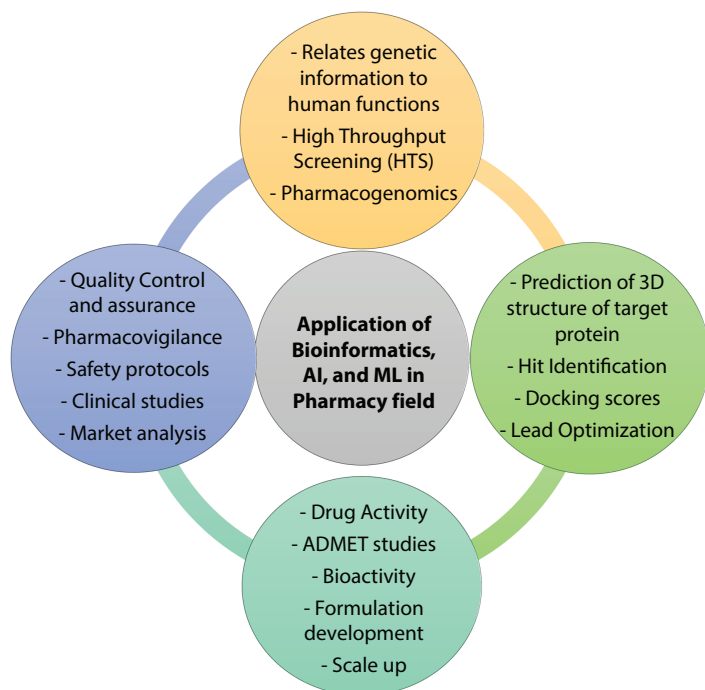 - Relates genetic
information to
human functions
- High Throughput
Screening (HTS)
- Pharmacogenomics
- Quality Control
and assurance
- Pharmacovigilance
- Safety protocols
- Clinical studies
- Market analysis
Application of
Bioinformatics,
AI, and ML in
Pharmacy field
- Prediction of 3D
structure of target
protein
- Hit Identification
- Docking scores
- Lead Optimization
- Drug Activity
- ADMET studies
- Bioactivity
- Formulation
development
- Scale up